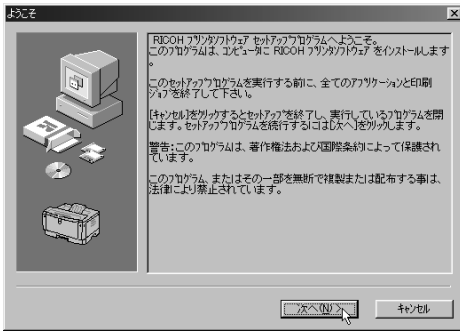 ようこそ
RICOH プリンタソフトウェア セットアッププログラムへようこそ。
このプログラムは、コンピュータに RICOH プリンタソフトウェア をインストールします
。
このセットアッププログラムを実行する前に、全てのアプリケーションと印刷
ジョブを終了して下さい。
[キャンセル]をクリックするとセットアップを終了し、実行しているプログラムを閉
じます。セットアッププログラムを続行するには[次へ]をクリックします。
警告:このプログラムは、著作権法および国際条約によって保護され
ています。
このプログラム、またはその一部を無断で複製または配布する事は、
法律により禁止されています。
次へ(N) >
キャンセル